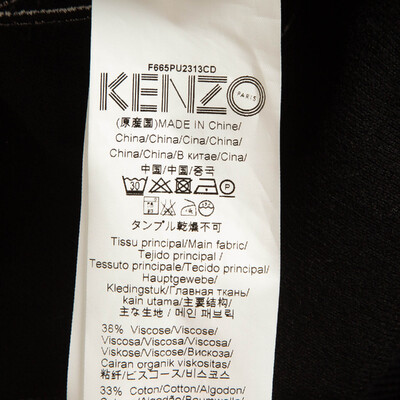 F665PU2313CD
KENZO
PARIS
(原産国)MADE IN Chine/
China/China/Cina/China/
China/China/В китае/Cina/
中国/中国/중국
30
P
タンブル乾燥不可
Tissu principal/Main fabric/
Tejido principal/
Tessuto principale/Tecido principal/
Hauptgewebe/
Kledingstuk/Главная ткань/
kain utama/主要结构/
主な生地 / 메인 패브릭
36% Viscose/Viscose/
Viscosa/Viscosa/Viscosa/
Viskose/Viscose/Вискоза/
Cairan organik viskositas/
粘纤/ビスコース/비스코스
33% Coton/Cotton/Algodon/